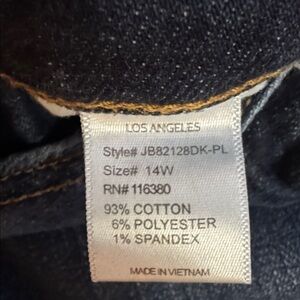 LOS ANGELES
Style# JB82128DK-PL
Size# 14W
RN# 116380
93% COTTON
6% POLYESTER
1% SPANDEX
MADE IN VIETNAM